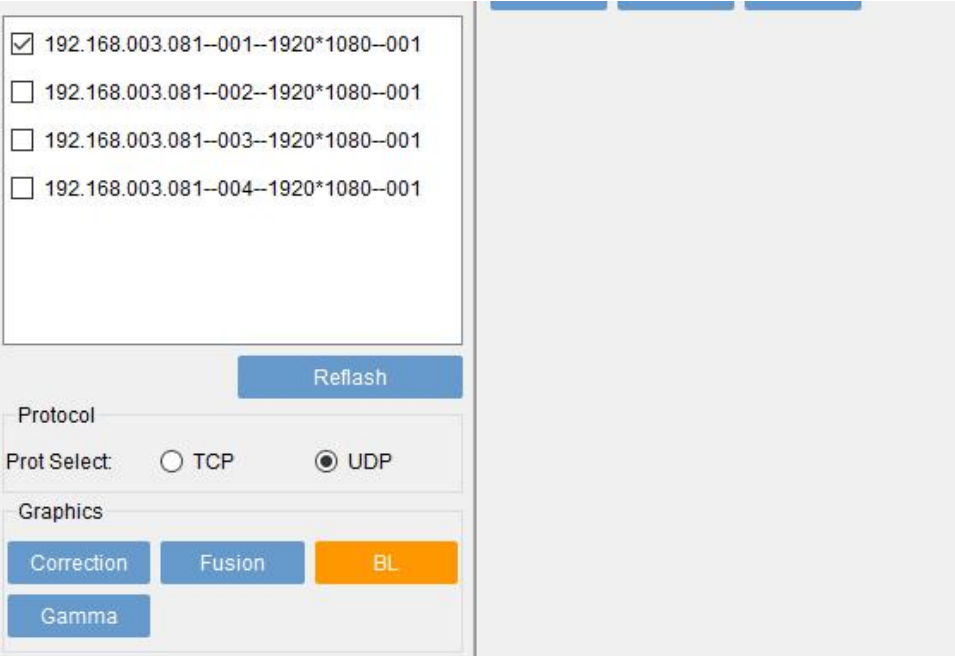 192.168.003.081--001--1920*1080--001
192.168.003.081--002--1920*1080--001
192.168.003.081--003--1920*1080--001
192.168.003.081--004--1920*1080--001
Reflash
Protocol
Prot Select: TCP UDP
Graphics
Correction Fusion BL
Gamma